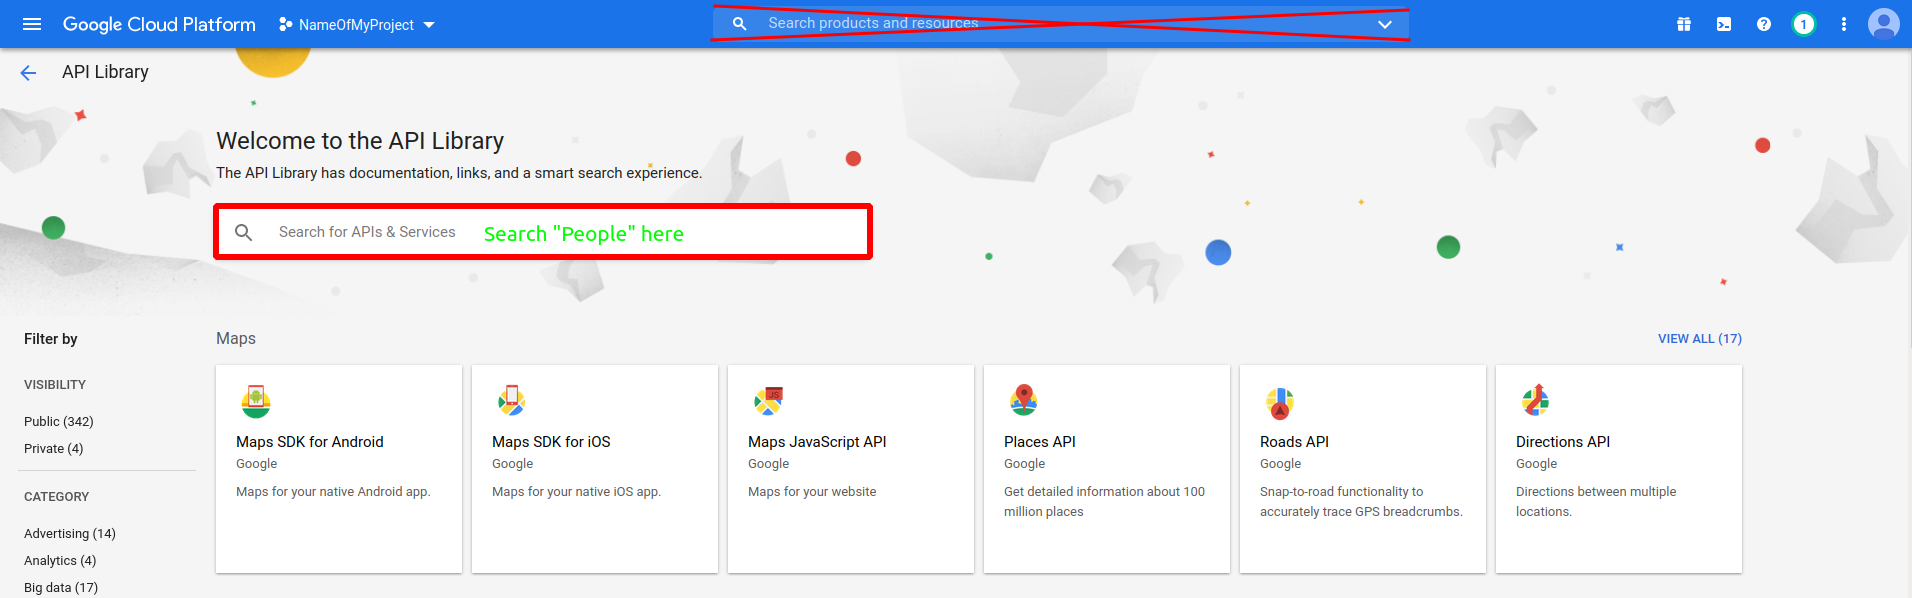 Google Cloud Platform NameOfMyProject Search products and resources 1
API Library
Welcome to the API Library
The API Library has documentation, links, and a smart search experience.
Search for APIs & Services Search "People" here
Filter by
VISIBILITY
Public (342)
Private (4)
CATEGORY
Advertising (14)
Analytics (4)
Big data (17)
Maps VIEW ALL (17)
Maps SDK for Android
Google
Maps for your native Android app.
Maps SDK for iOS
Google
Maps for your native iOS app.
JS
Maps JavaScript API
Google
Maps for your website
Places API
Google
Get detailed information about 100
million places
Roads API
Google
Snap-to-road functionality to
accurately trace GPS breadcrumbs.
Directions API
Google
Directions between multiple
locations.